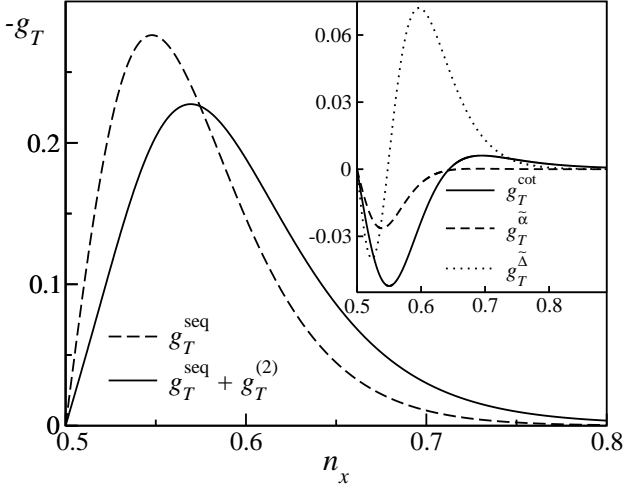 -g_T
0.2
0.1
0
0.5
0.6
0.7
0.8
n_x
g_T^seq
g_T^seq + g_T^(2)
0.06
0.03
0
-0.03
0.5
0.6
0.7
0.8
g_T^cot
g_T^α̃
g_T^Δ̃